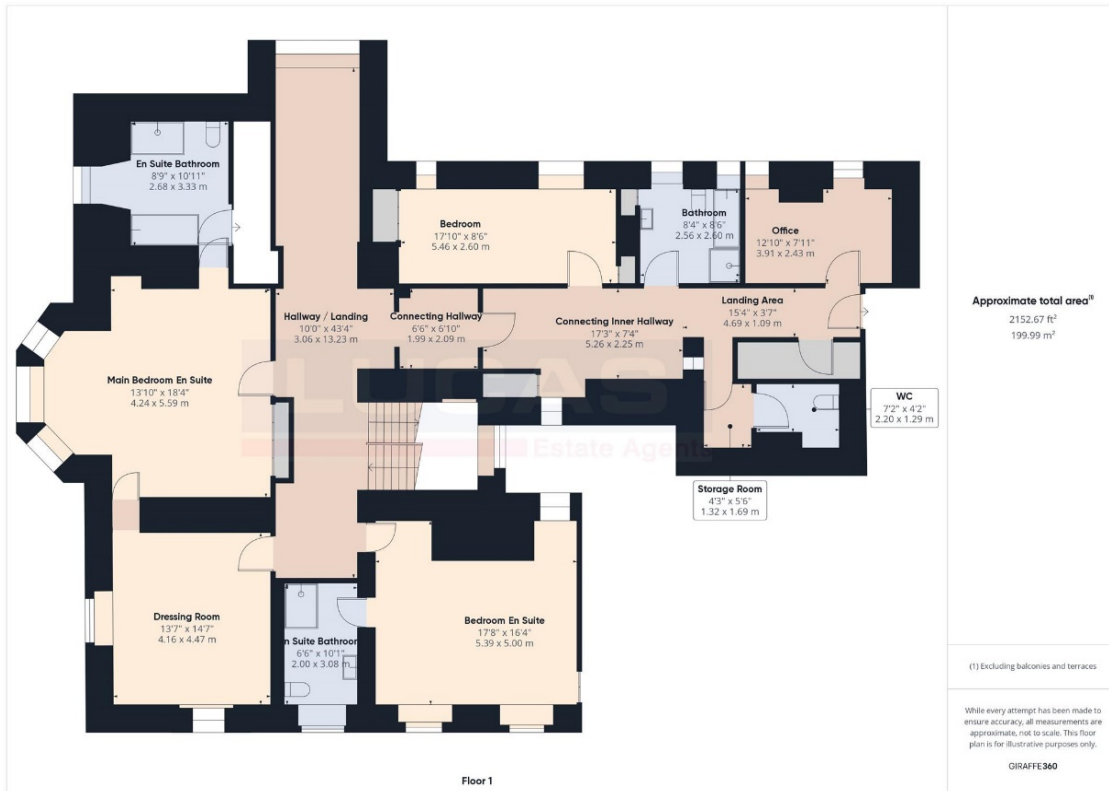 En Suite Bathroom
8'9" x 10'11"
2.68 x 3.33 m
Bedroom
17'10" x 8'6"
5.46 x 2.60 m
Bathroom
8'4" x 8'6"
2.56 x 2.60 m
Office
12'10" x 7'11"
3.91 x 2.43 m
Hallway / Landing
10'0" x 43'4"
3.06 x 13.23 m
Connecting Hallway
6'6" x 6'10"
1.99 x 2.09 m
Connecting Inner Hallway
17'3" x 7'4"
5.26 x 2.25 m
Landing Area
15'4" x 3'7"
4.69 x 1.09 m
Main Bedroom En Suite
13'10" x 18'4"
4.24 x 5.59 m
LUCAS
Estate Agents
WC
7'2" x 4'2"
2.20 x 1.29 m
Storage Room
4'3" x 5'6"
1.32 x 1.69 m
Dressing Room
13'7" x 14'7"
4.16 x 4.47 m
n Suite Bathroom
6'6" x 10'1"
2.00 x 3.08 m
Bedroom En Suite
17'8" x 16'4"
5.39 x 5.00 m
Floor 1
Approximate total area(1)
2152.67 ft²
199.99 m²
(1) Excluding balconies and terraces
While every attempt has been made to
ensure accuracy, all measurements are
approximate, not to scale. This floor
plan is for illustrative purposes only.
GIRAFFE360